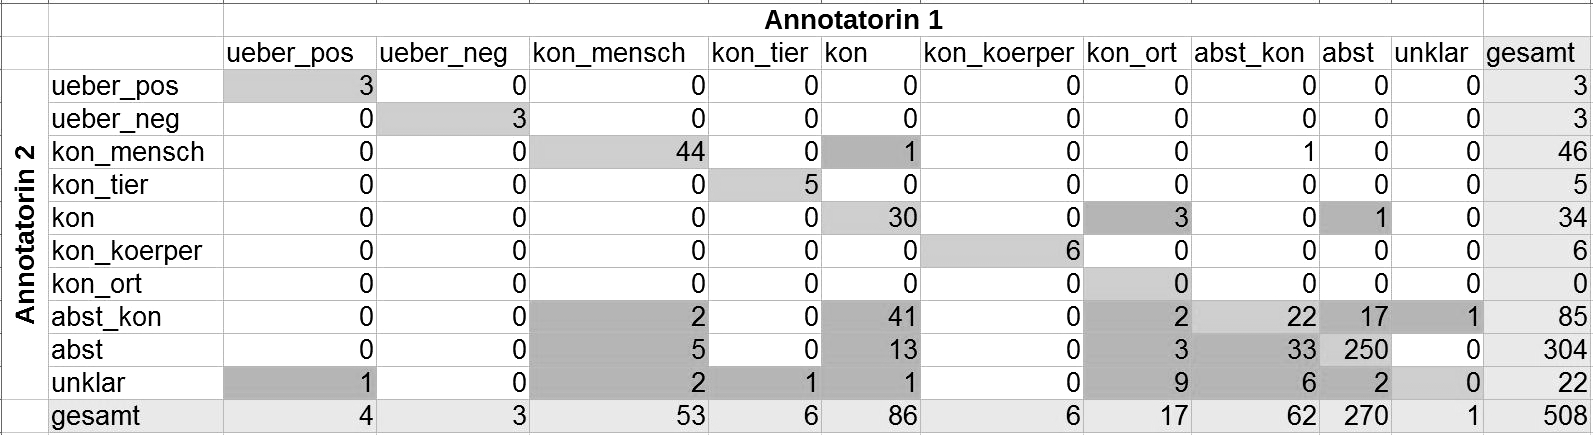 Annotatorin 1
ueber_pos ueber_neg kon_mensch kon_tier kon kon_koerper kon_ort abst_kon abst unklar gesamt
Annotatorin 2
ueber_pos 3 0 0 0 0 0 0 0 0 0 3
ueber_neg 0 3 0 0 0 0 0 0 0 0 3
kon_mensch 0 0 44 0 1 0 0 1 0 0 46
kon_tier 0 0 0 5 0 0 0 0 0 0 5
kon 0 0 0 0 30 0 3 0 1 0 34
kon_koerper 0 0 0 0 0 6 0 0 0 0 6
kon_ort 0 0 0 0 0 0 0 0 0 0 0
abst_kon 0 0 2 0 41 0 2 22 17 1 85
abst 0 0 5 0 13 0 3 33 250 0 304
unklar 1 0 2 1 1 0 9 6 2 0 22
gesamt 4 3 53 6 86 6 17 62 270 1 508